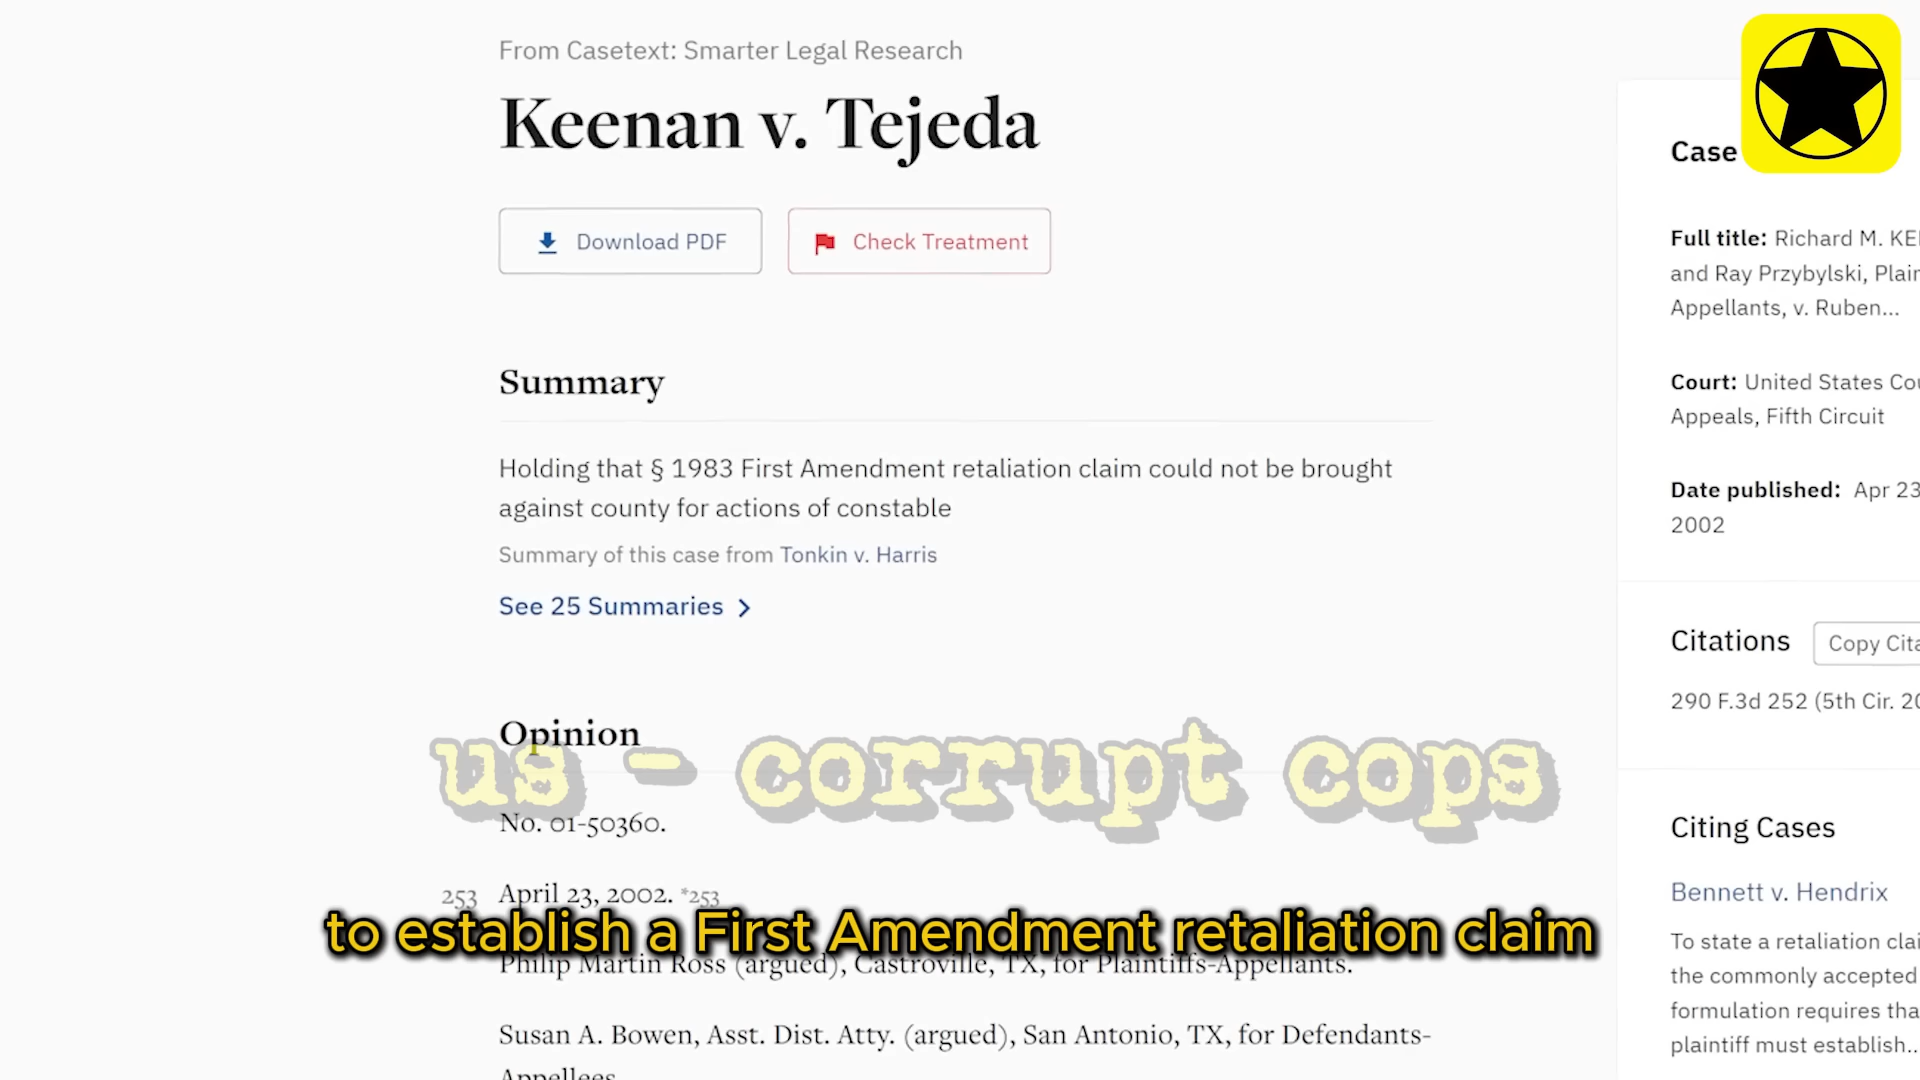 From Casetext: Smarter Legal Research
Keenan v. Tejeda
Download PDF
Check Treatment
Summary
Holding that § 1983 First Amendment retaliation claim could not be brought
against county for actions of constable
Summary of this case from Tonkin v. Harris
See 25 Summaries
Opinion
us - corrupt cops
No. 01-50360.
253 April 23, 2002. *253
to establish a First Amendment retaliation claim
Philip Martin Ross (argued), Castroville, TX, for Plaintiffs-Appellants.
Susan A. Bowen, Asst. Dist. Atty. (argued), San Antonio, TX, for Defendants-
Appellees
Case
Full title: Richard M. KE
and Ray Przybylski, Plain
Appellants, v. Ruben...
Court: United States Cou
Appeals, Fifth Circuit
Date published: Apr 23
2002
Citations
Copy Cita
290 F.3d 252 (5th Cir. 20
Citing Cases
Bennett v. Hendrix
To state a retaliation clai
the commonly accepted
formulation requires tha
plaintiff must establish...